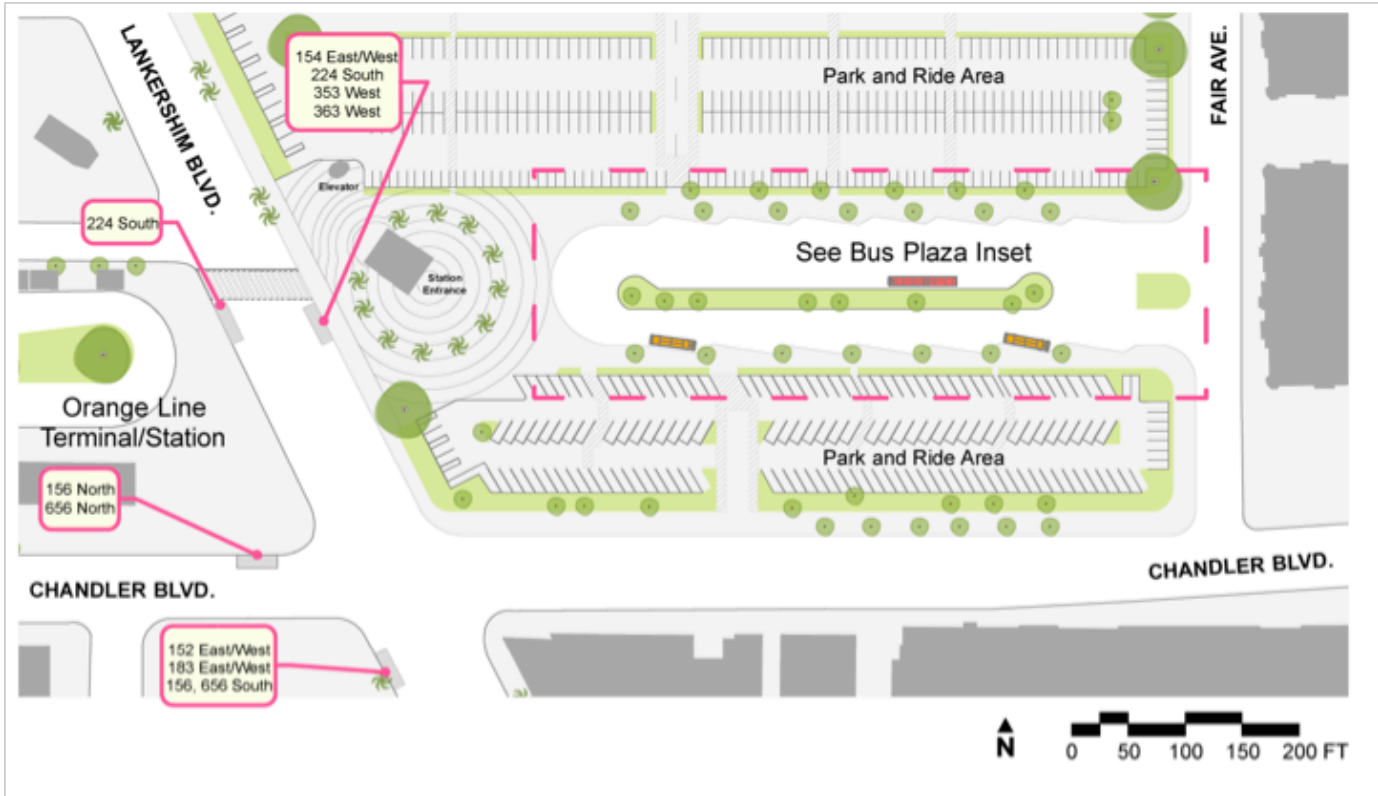 LANKERSHIM BLVD.
154 East/West
224 South
353 West
363 West
Park and Ride Area
FAIR AVE.
Elevator
224 South
Station
Entrance
See Bus Plaza Inset
Orange Line
Terminal/Station
156 North
656 North
Park and Ride Area
CHANDLER BLVD.
CHANDLER BLVD.
152 East/West
183 East/West
156, 656 South
N
0 50 100 150 200 FT